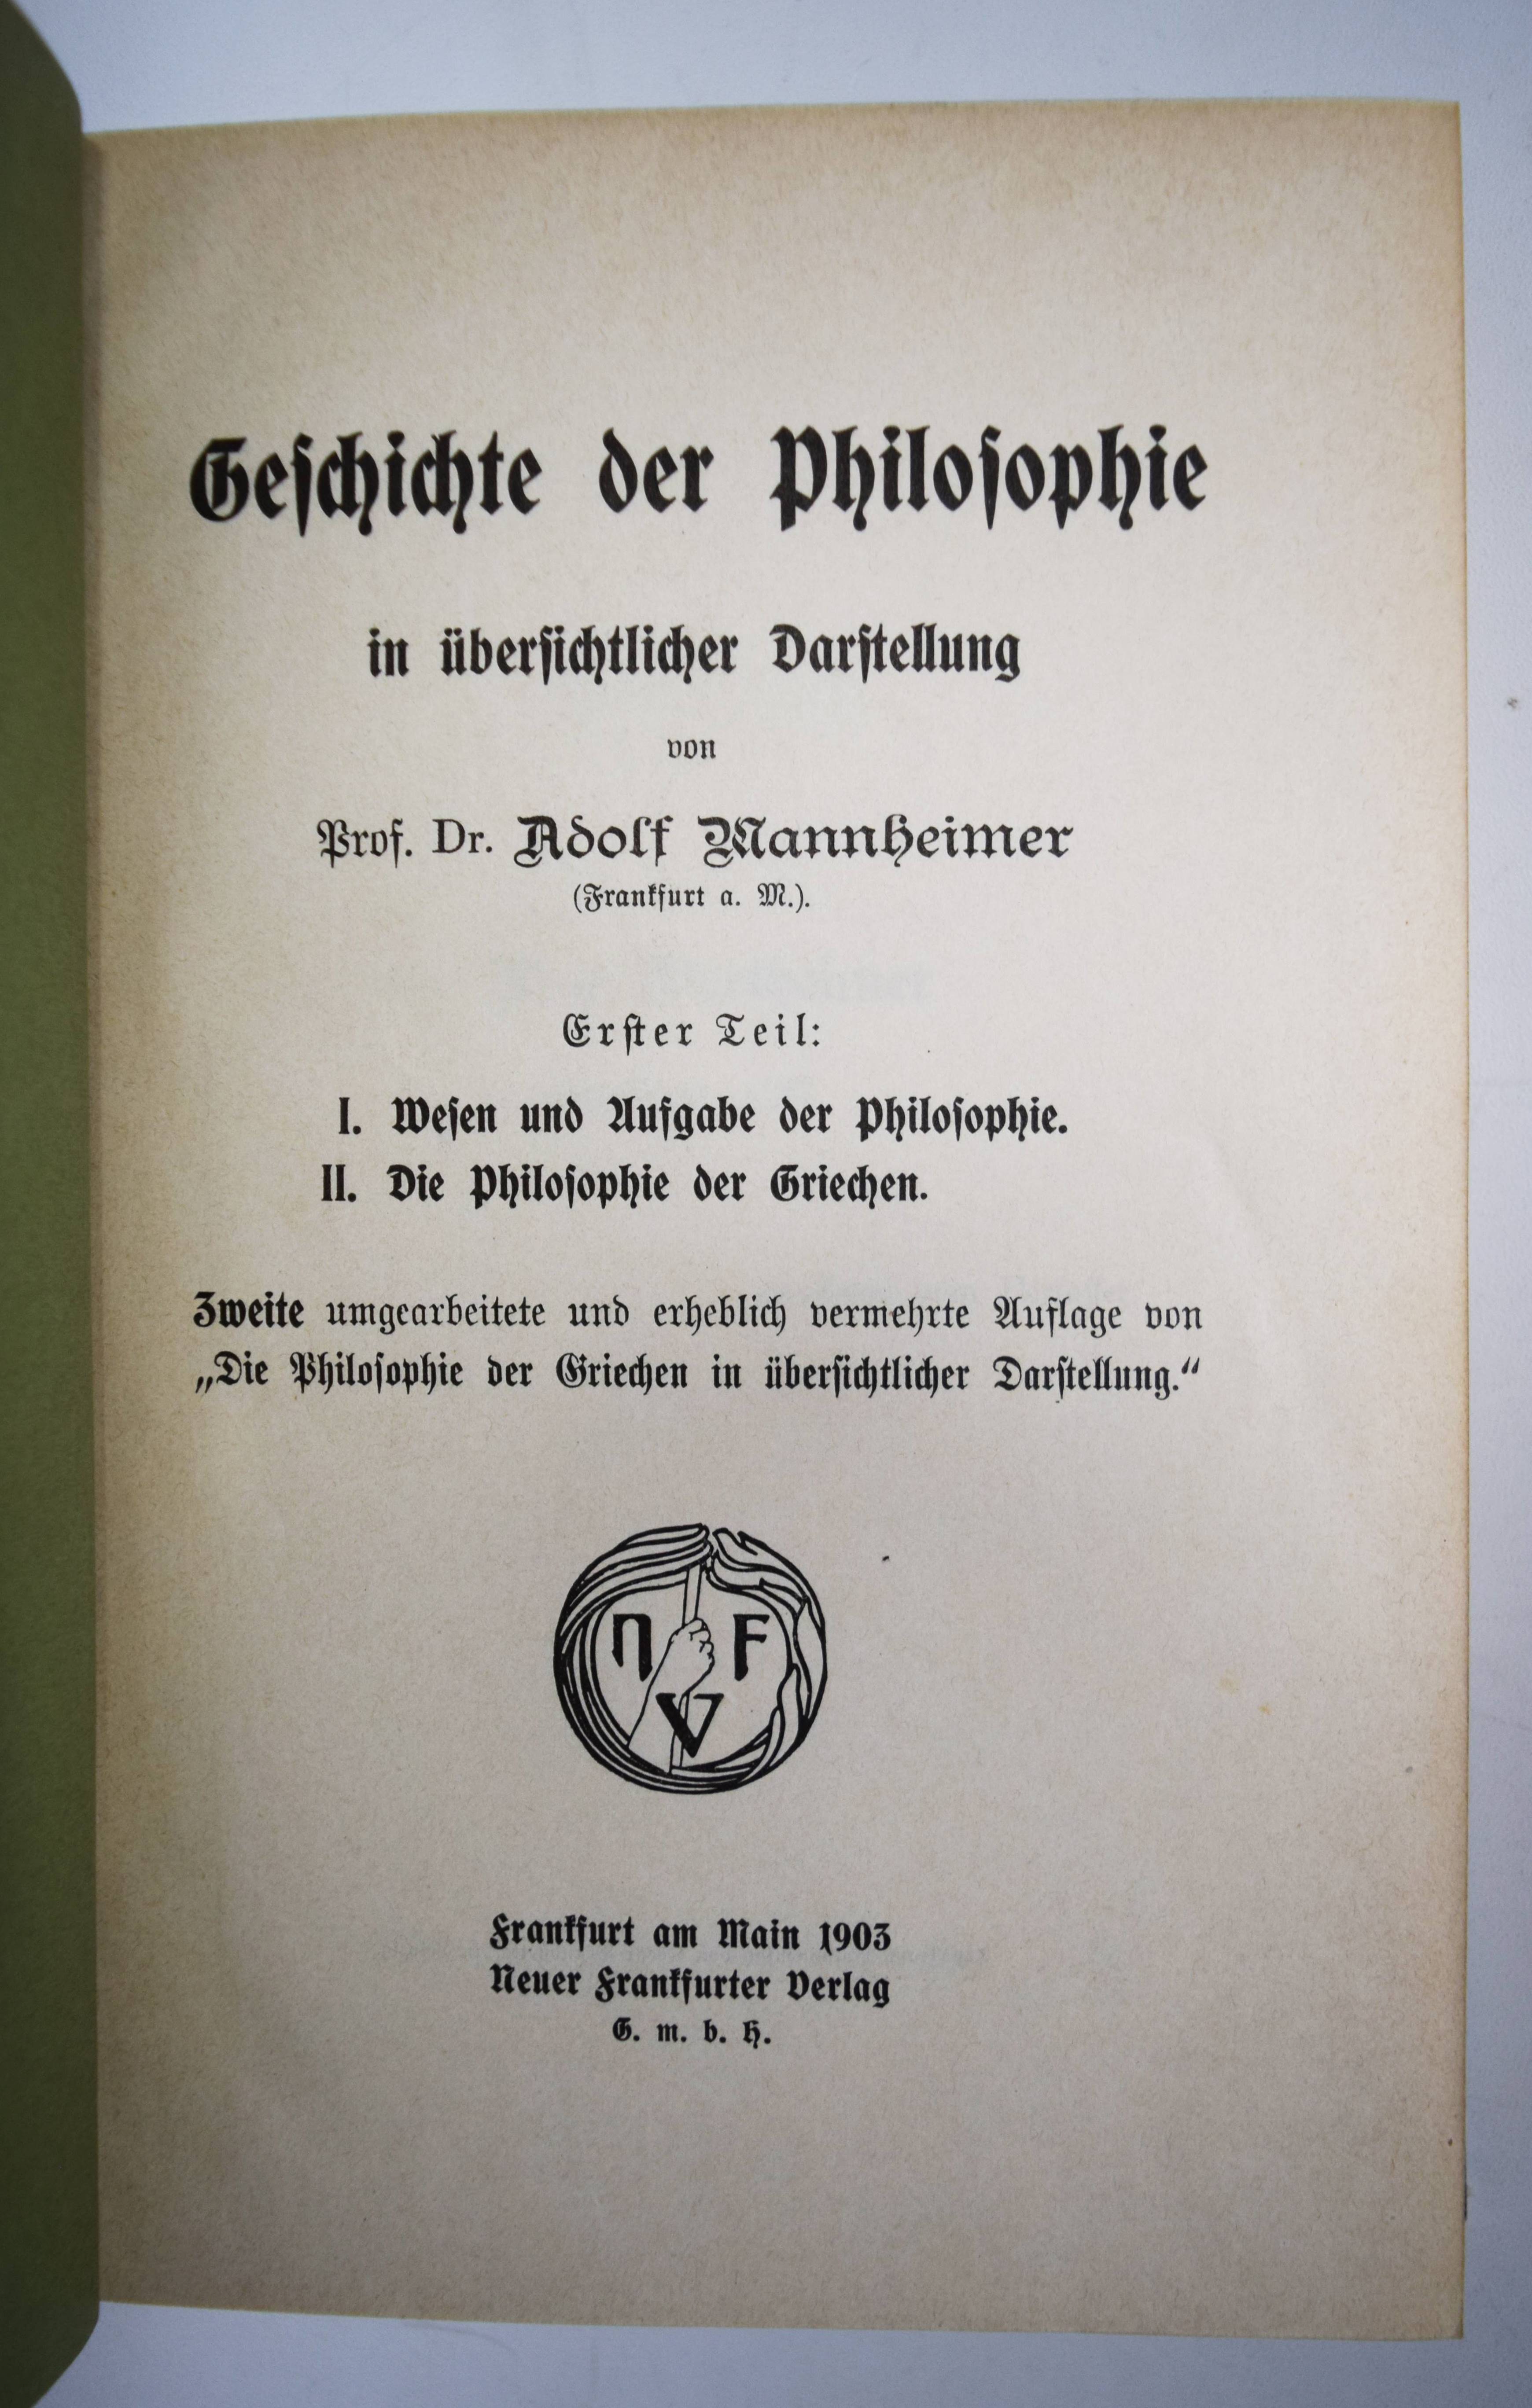 Geschichte der Philosophie
in übersichtlicher Darstellung
von
Prof. Dr. Adolf Mannheimer
(Frankfurt a. M.).
Erster Teil:
I. Wesen und Aufgabe der Philosophie.
II. Die Philosophie der Griechen.
Zweite umgearbeitete und erheblich vermehrte Auflage von
„Die Philosophie der Griechen in übersichtlicher Darstellung.“
N F
V
Frankfurt am Main 1903
Neuer Frankfurter Verlag
G. m. b. H.